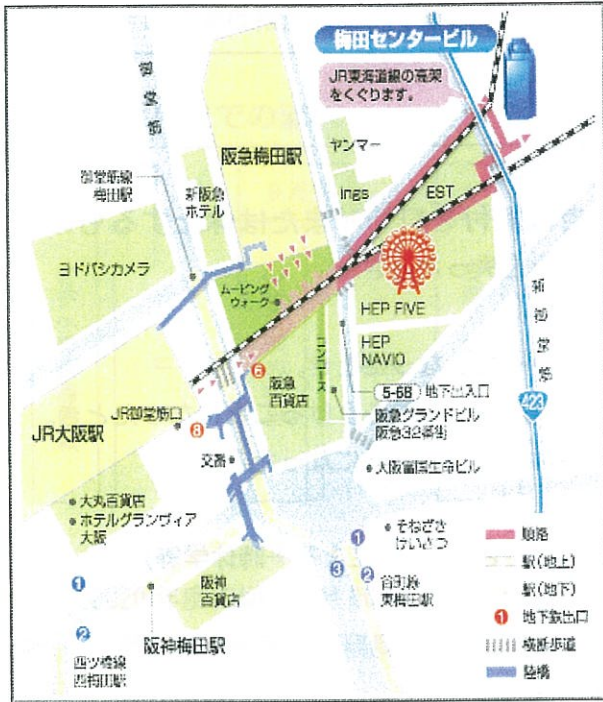 梅田センタービル
JR東海道線の高架
をくぐります。
御堂筋
阪急梅田駅
ヤンマー
御堂筋線
梅田駅
新阪急
ホテル
ings
EST
ヨドバシカメラ
ムービング
ウォーク
HEP FIVE
新御堂筋
HEP
NAVIO
コンコース
6
阪急
百貨店
5-6B 地下出入口
阪急グランドビル
阪急32番街
423
JR御堂筋口
8
JR大阪駅
交番
大阪富国生命ビル
大丸百貨店
ホテルグランヴィア
大阪
そねざき
けいさつ
1
3
2
谷町線
東梅田駅
阪神
百貨店
1
阪神梅田駅
2
四ツ橋線
西梅田駅
順路
駅(地上)
駅(地下)
1 地下鉄出口
横断歩道
陸橋